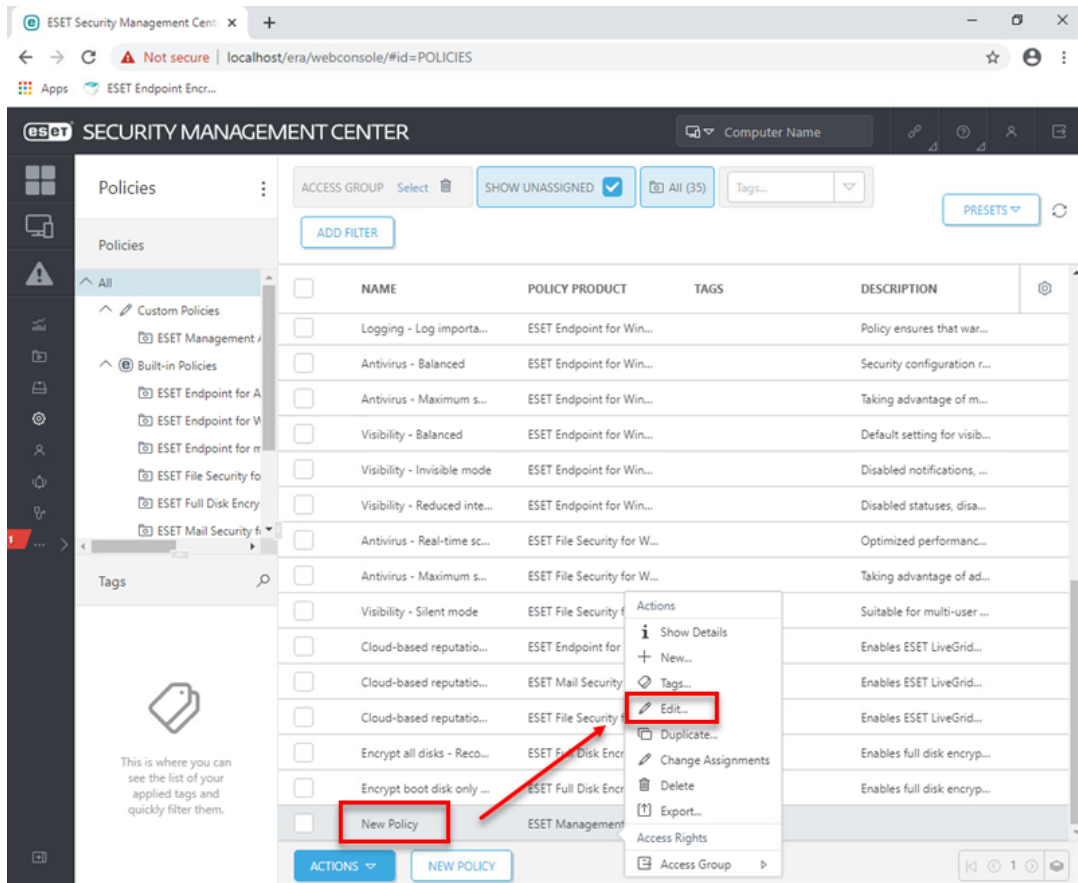 ESET Security Management Cent
Not secure | localhost/era/webconsole/#id=POLICIES
Apps ESET Endpoint Encr...
eset SECURITY MANAGEMENT CENTER Computer Name
Policies
ACCESS GROUP Select SHOW UNASSIGNED All (35) Tags...
PRESETS
ADD FILTER
Policies
All
Custom Policies
ESET Management
Built-in Policies
ESET Endpoint for A
ESET Endpoint for W
ESET Endpoint for m
ESET File Security fo
ESET Full Disk Encry
ESET Mail Security f
1 ...
Tags
This is where you can
see the list of your
applied tags and
quickly filter them.
NAME POLICY PRODUCT TAGS DESCRIPTION
Logging - Log importa... ESET Endpoint for Win... Policy ensures that war...
Antivirus - Balanced ESET Endpoint for Win... Security configuration r...
Antivirus - Maximum s... ESET Endpoint for Win... Taking advantage of m...
Visibility - Balanced ESET Endpoint for Win... Default setting for visib...
Visibility - Invisible mode ESET Endpoint for Win... Disabled notifications, ...
Visibility - Reduced inte... ESET Endpoint for Win... Disabled statuses, disa...
Antivirus - Real-time sc... ESET File Security for W... Optimized performanc...
Antivirus - Maximum s... ESET File Security for W... Taking advantage of ad...
Visibility - Silent mode ESET File Security f Suitable for multi-user ...
Cloud-based reputatio... ESET Endpoint for Enables ESET LiveGrid...
Cloud-based reputatio... ESET Mail Security Enables ESET LiveGrid...
Cloud-based reputatio... ESET File Security f Enables ESET LiveGrid...
Encrypt all disks - Reco... ESET Full Disk Encr Enables full disk encryp...
Encrypt boot disk only ... ESET Full Disk Encr Enables full disk encryp...
New Policy ESET Management
Actions
Show Details
New...
Tags...
Edit...
Duplicate...
Change Assignments
Delete
Export...
Access Rights
Access Group
ACTIONS NEW POLICY 1